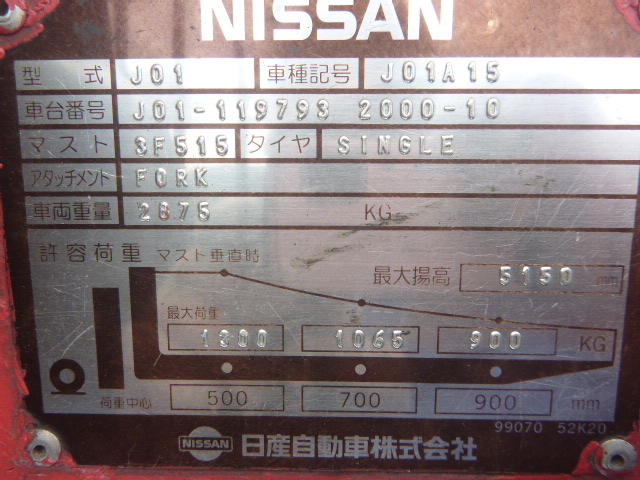 NISSAN
型式 J01 車種記号 J01A15
車台番号 J01-119793 2000-10
マスト 3F515 タイヤ SINGLE
アタッチメント FORK
車両重量 2875 KG
許容荷重 マスト垂直時
最大揚高 5150 mm
最大荷重
1300 1065 900 KG
荷重中心 500 700 900 mm
99070 52K20
NISSAN 日産自動車株式会社